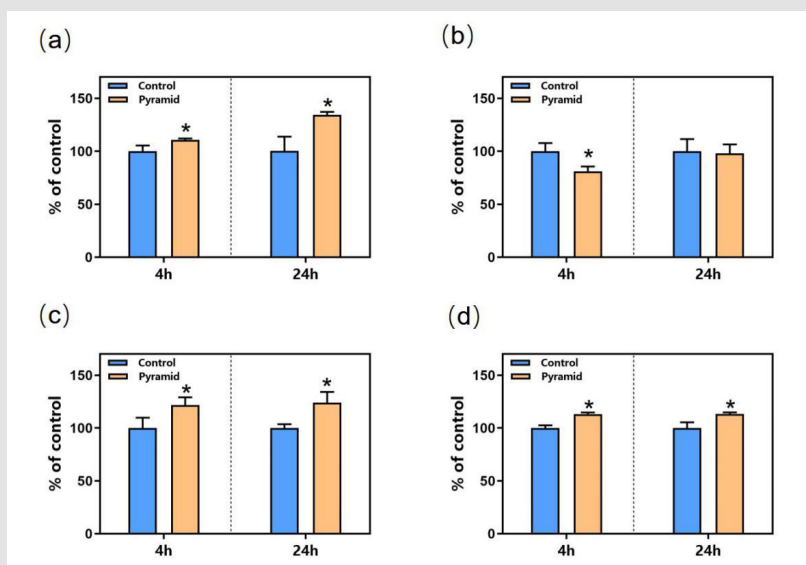 (a)
Control
Pyramid
% of control
150
100
50
0
*
*
4h
24h
(b)
Control
Pyramid
% of control
150
100
50
0
*
4h
24h
(c)
Control
Pyramid
% of control
150
100
50
0
*
*
4h
24h
(d)
Control
Pyramid
% of control
150
100
50
0
*
*
4h
24h